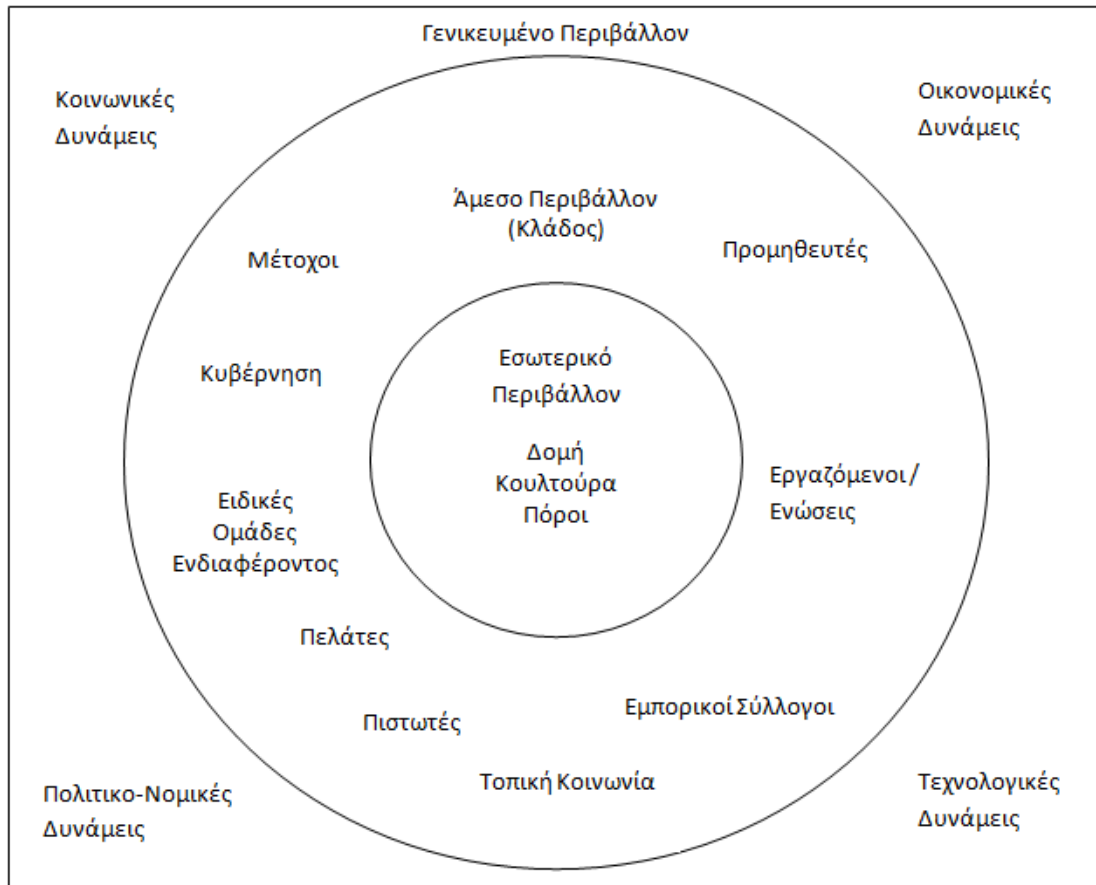 Γενικευμένο Περιβάλλον
Κοινωνικές
Δυνάμεις
Οικονομικές
Δυνάμεις
Άμεσο Περιβάλλον
(Κλάδος)
Μέτοχοι
Προμηθευτές
Κυβέρνηση
Εσωτερικό
Περιβάλλον
Δομή
Κουλτούρα
Πόροι
Εργαζόμενοι /
Ενώσεις
Ειδικές
Ομάδες
Ενδιαφέροντος
Πελάτες
Πιστωτές
Εμπορικοί Σύλλογοι
Τοπική Κοινωνία
Πολιτικο-Νομικές
Δυνάμεις
Τεχνολογικές
Δυνάμεις